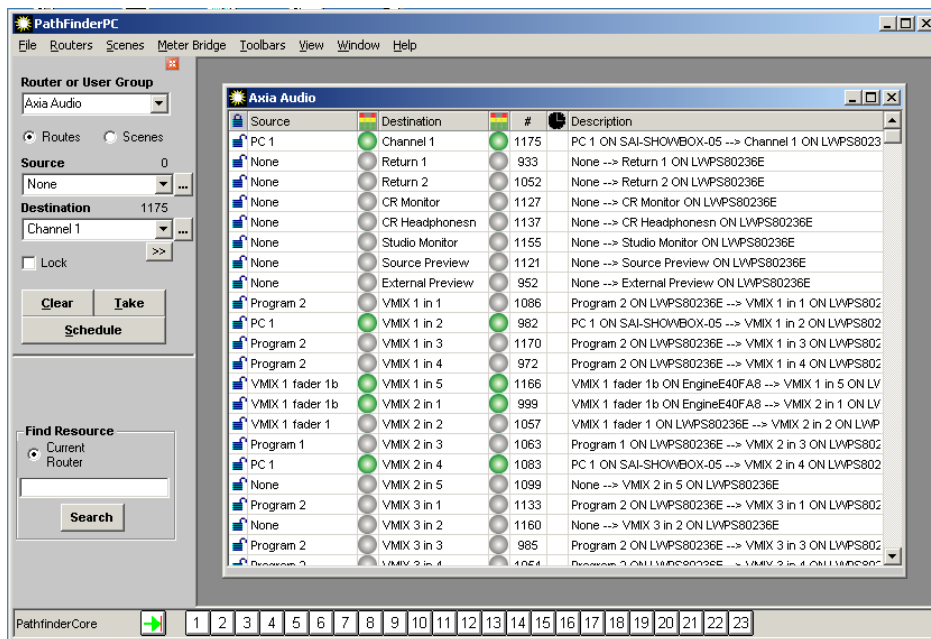 PathFinderPC
File Routers Scenes Meter Bridge Toolbars View Window Help
Router or User Group
Axia Audio
Routes Scenes
Source 0
None ...
Destination 1175
Channel 1 ...
>>
Lock
Clear Take
Schedule
Find Resource
Current
Router
Search
Axia Audio
Source Destination # Description
PC 1 Channel 1 1175 PC 1 ON SAI-SHOWBOX-05 --> Channel 1 ON LWPS8023
None Return 1 933 None --> Return 1 ON LWPS80236E
None Return 2 1052 None --> Return 2 ON LWPS80236E
None CR Monitor 1127 None --> CR Monitor ON LWPS80236E
None CR Headphonesn 1137 None --> CR Headphonesn ON LWPS80236E
None Studio Monitor 1155 None --> Studio Monitor ON LWPS80236E
None Source Preview 1121 None --> Source Preview ON LWPS80236E
None External Preview 952 None --> External Preview ON LWPS80236E
Program 2 VMIX 1 in 1 1086 Program 2 ON LWPS80236E --> VMIX 1 in 1 ON LWPS802
PC 1 VMIX 1 in 2 982 PC 1 ON SAI-SHOWBOX-05 --> VMIX 1 in 2 ON LWPS802
Program 2 VMIX 1 in 3 1170 Program 2 ON LWPS80236E --> VMIX 1 in 3 ON LWPS802
Program 2 VMIX 1 in 4 972 Program 2 ON LWPS80236E --> VMIX 1 in 4 ON LWPS802
VMIX 1 fader 1b VMIX 1 in 5 1166 VMIX 1 fader 1b ON EngineE40FA8 --> VMIX 1 in 5 ON LV
VMIX 1 fader 1b VMIX 2 in 1 999 VMIX 1 fader 1b ON EngineE40FA8 --> VMIX 2 in 1 ON LV
VMIX 1 fader 1 VMIX 2 in 2 1057 VMIX 1 fader 1 ON LWPS80236E --> VMIX 2 in 2 ON LWP
Program 1 VMIX 2 in 3 1063 Program 1 ON LWPS80236E --> VMIX 2 in 3 ON LWPS802
PC 1 VMIX 2 in 4 1083 PC 1 ON SAI-SHOWBOX-05 --> VMIX 2 in 4 ON LWPS802
None VMIX 2 in 5 1099 None --> VMIX 2 in 5 ON LWPS80236E
Program 2 VMIX 3 in 1 1133 Program 2 ON LWPS80236E --> VMIX 3 in 1 ON LWPS802
None VMIX 3 in 2 1160 None --> VMIX 3 in 2 ON LWPS80236E
Program 2 VMIX 3 in 3 985 Program 2 ON LWPS80236E --> VMIX 3 in 3 ON LWPS802
Program 2 VMIX 3 in 4 1054 Program 2 ON LWPS80236E --> VMIX 3 in 4 ON LWPS802
PathfinderCore 1 2 3 4 5 6 7 8 9 10 11 12 13 14 15 16 17 18 19 20 21 22 23